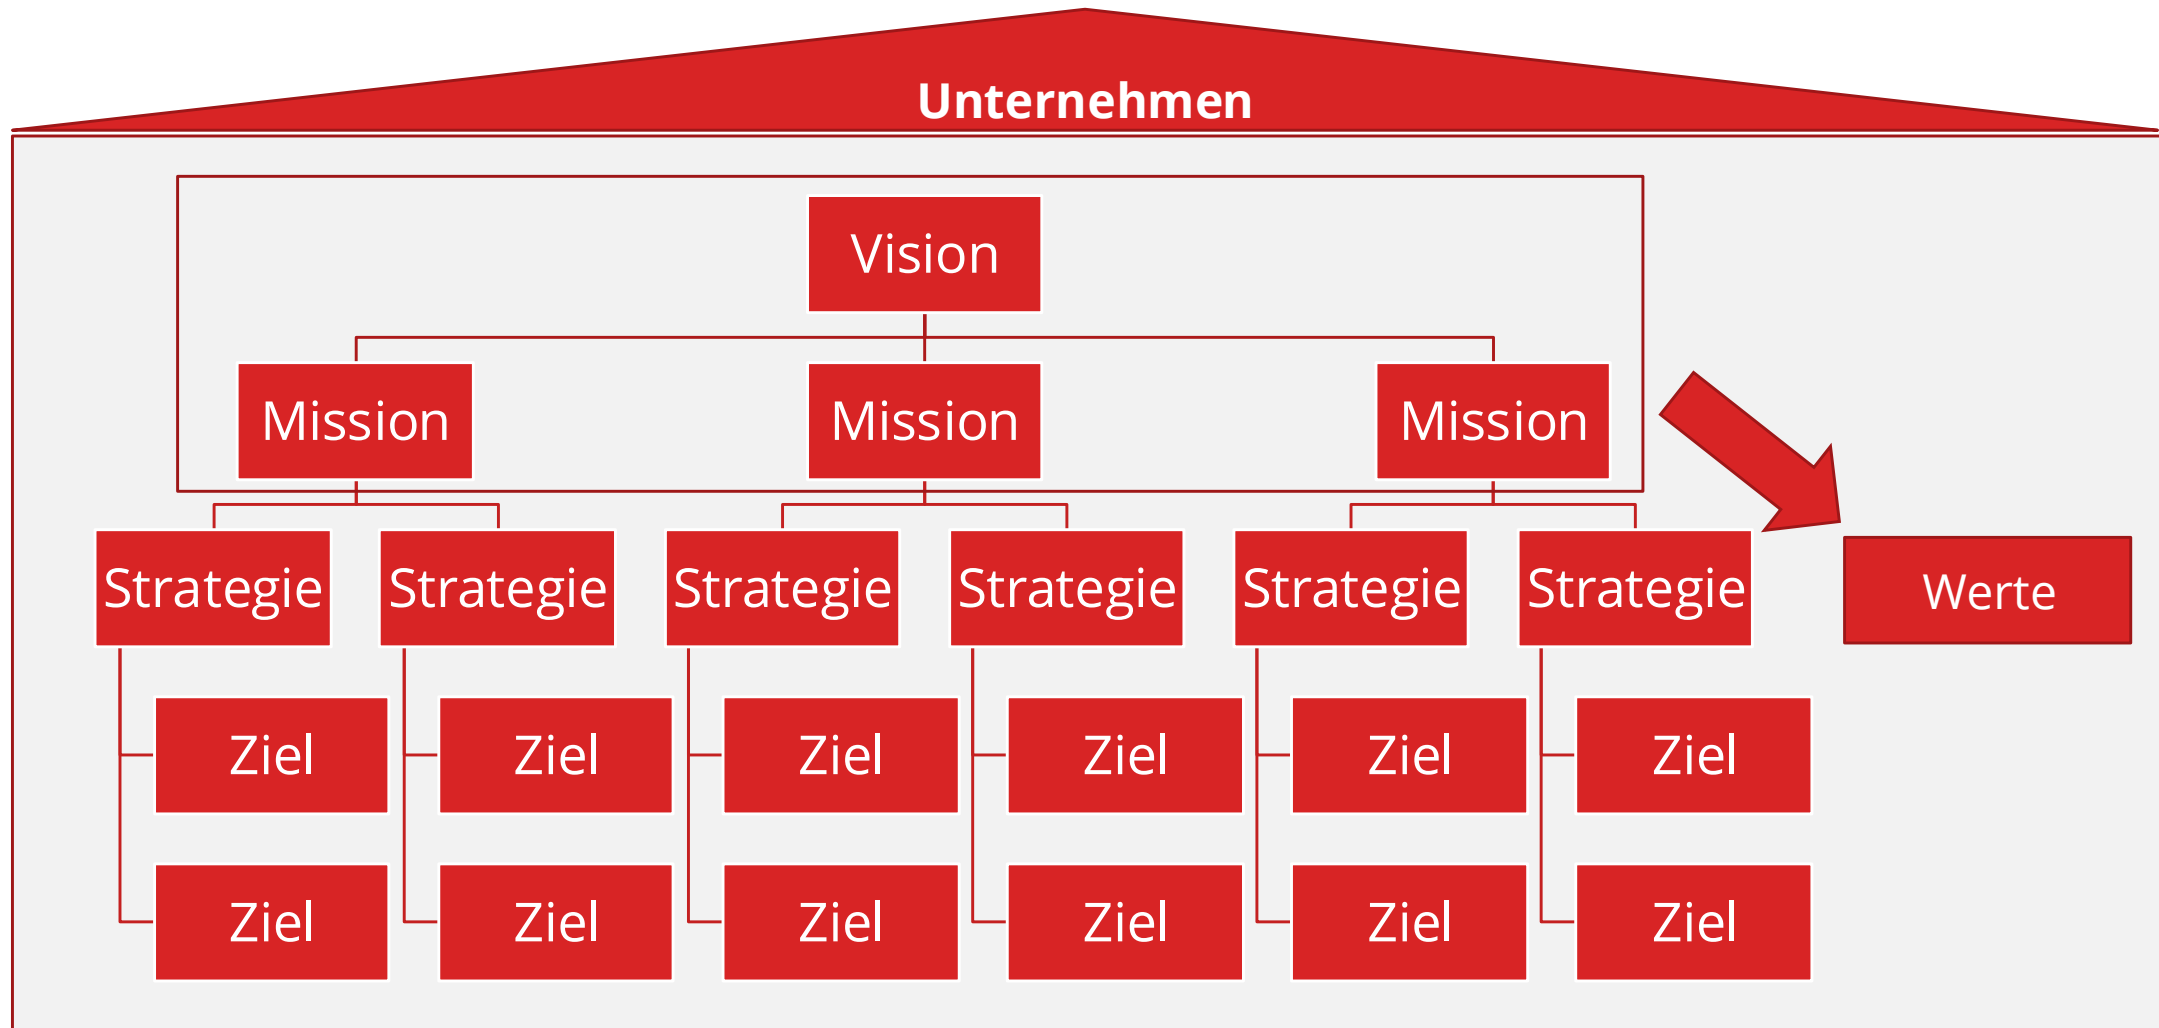 Unternehmen
Vision
Mission Mission Mission
Strategie Strategie Strategie Strategie Strategie Strategie
Werte
Ziel Ziel Ziel Ziel Ziel Ziel
Ziel Ziel Ziel Ziel Ziel Ziel